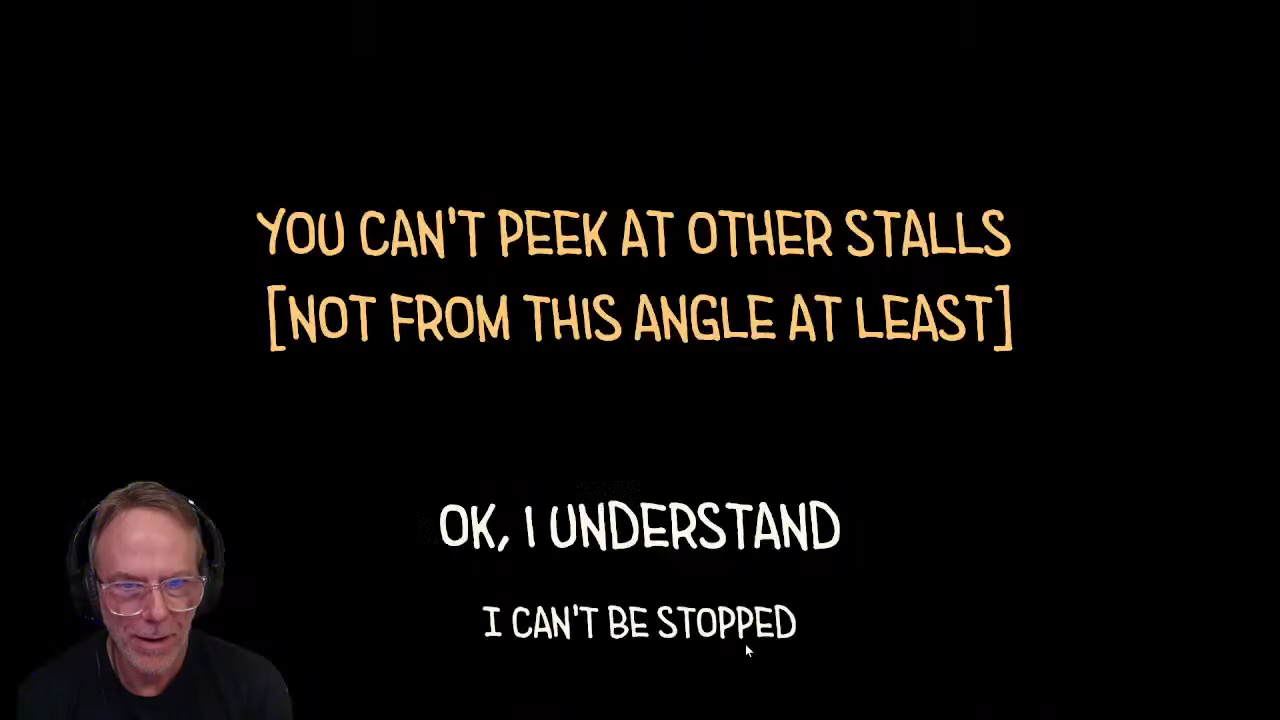 YOU CAN'T PEEK AT OTHER STALLS
[NOT FROM THIS ANGLE AT LEAST]
OK, I UNDERSTAND
I CAN'T BE STOPPED